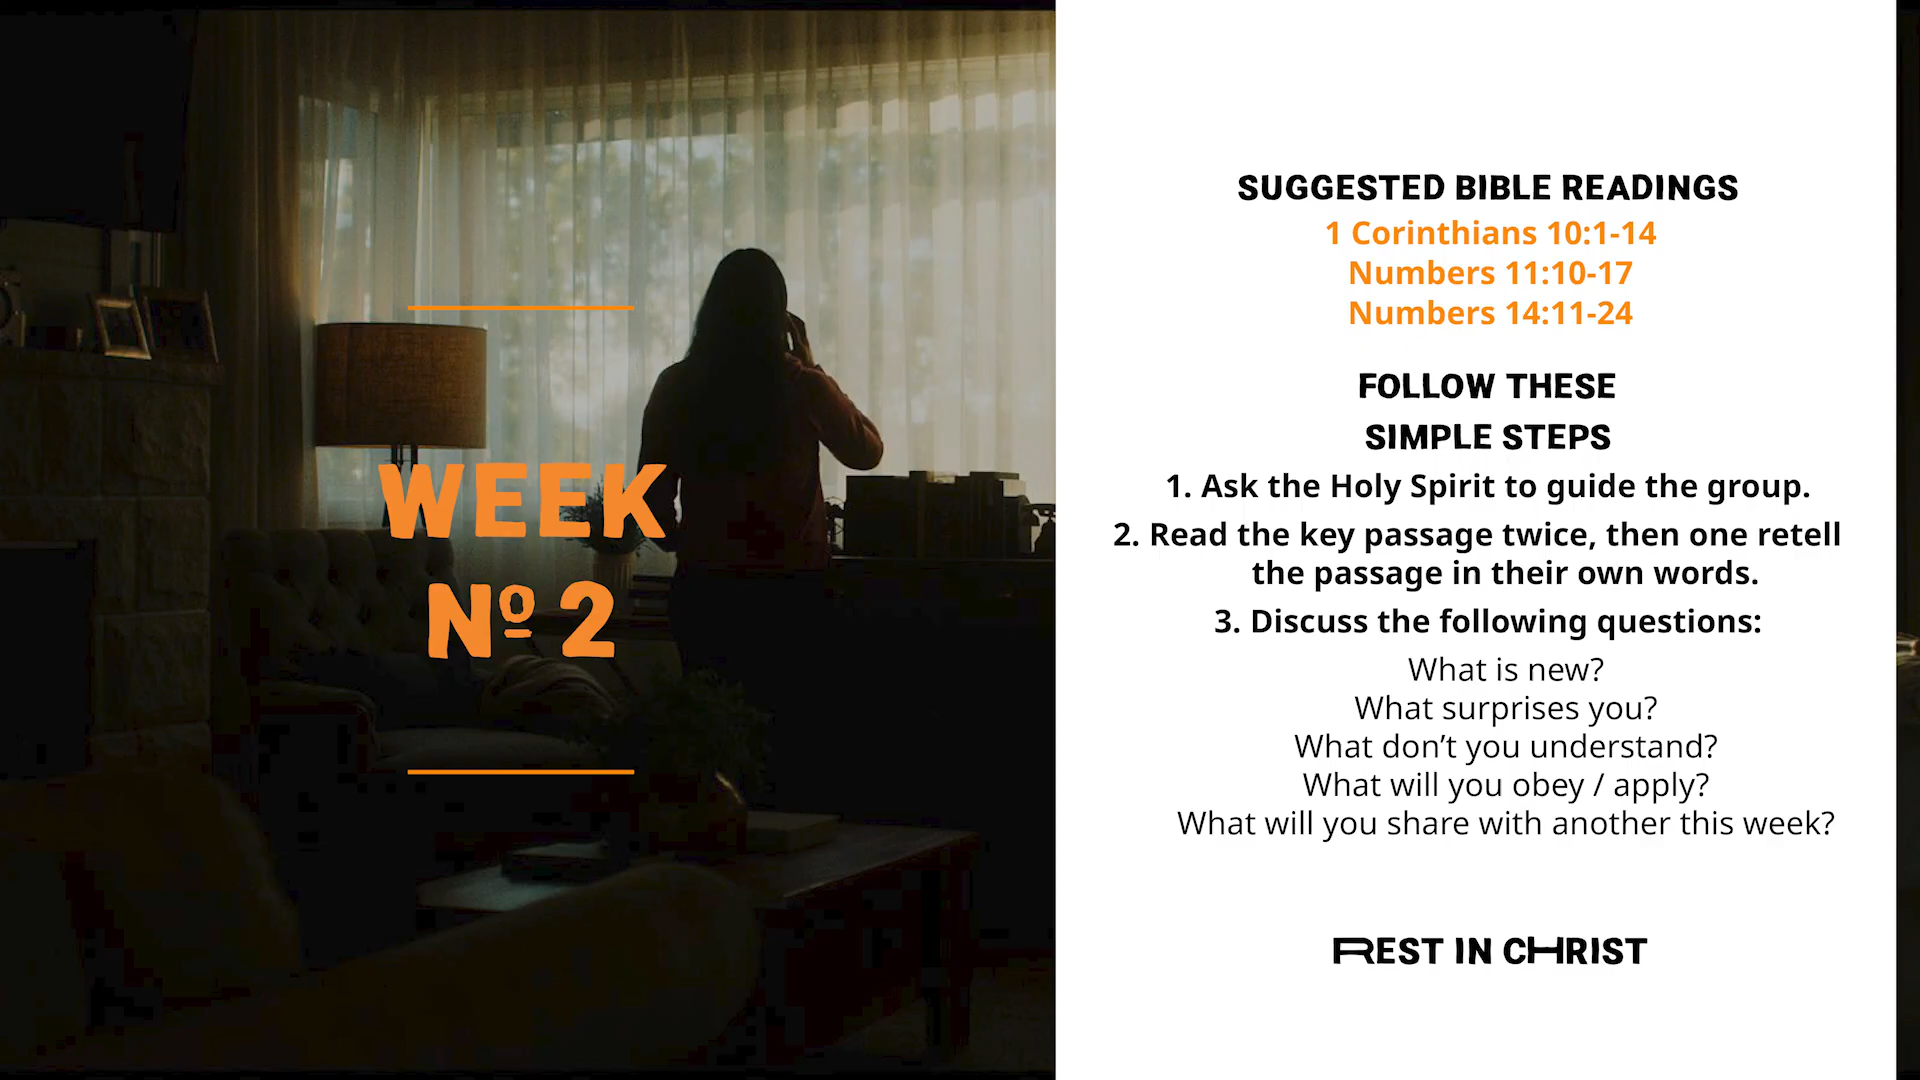 WEEK
Nº 2
SUGGESTED BIBLE READINGS
1 Corinthians 10:1-14
Numbers 11:10-17
Numbers 14:11-24
FOLLOW THESE
SIMPLE STEPS
1. Ask the Holy Spirit to guide the group.
2. Read the key passage twice, then one retell
the passage in their own words.
3. Discuss the following questions:
What is new?
What surprises you?
What don’t you understand?
What will you obey / apply?
What will you share with another this week?
REST IN CHRIST